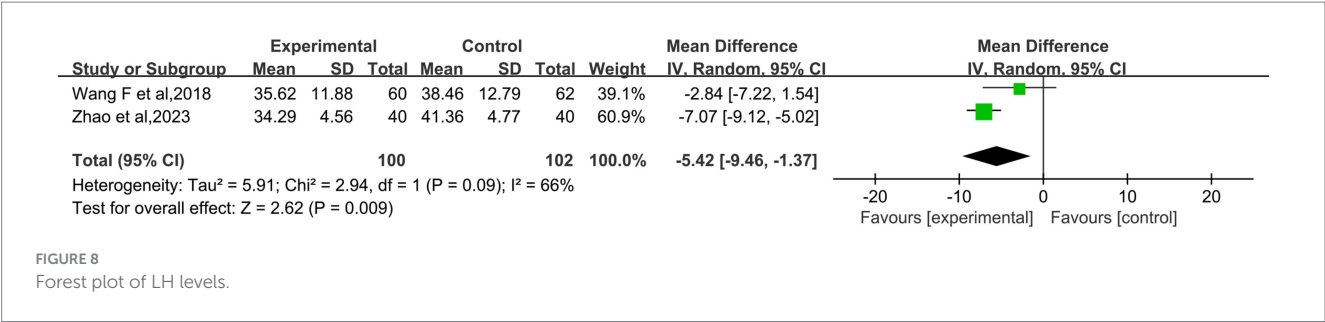 Experimental Control Mean Difference Mean Difference
Study or Subgroup Mean SD Total Mean SD Total Weight IV, Random, 95% CI IV, Random, 95% CI
Wang F et al,2018 35.62 11.88 60 38.46 12.79 62 39.1% -2.84 [-7.22, 1.54]
Zhao et al,2023 34.29 4.56 40 41.36 4.77 40 60.9% -7.07 [-9.12, -5.02]
Total (95% CI) 100 102 100.0% -5.42 [-9.46, -1.37]
Heterogeneity: Tau² = 5.91; Chi² = 2.94, df = 1 (P = 0.09); I² = 66%
Test for overall effect: Z = 2.62 (P = 0.009)
-20 -10 0 10 20
Favours [experimental] Favours [control]
FIGURE 8
Forest plot of LH levels.